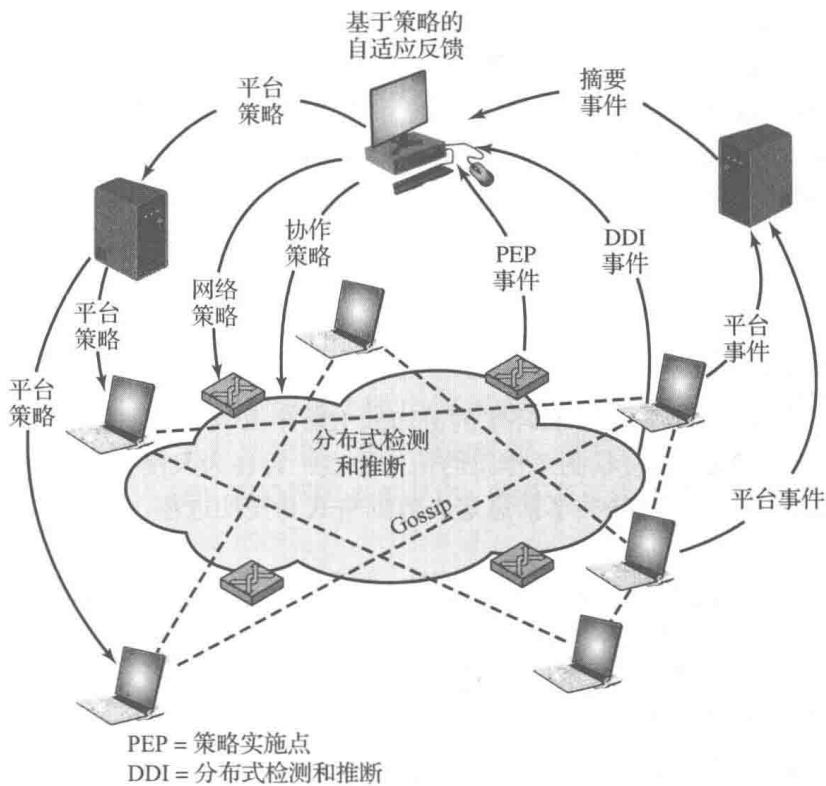 基于策略的
自适应反馈
平台
策略
摘要
事件
协作
策略
PEP
事件
DDI
事件
网络
策略
平台
策略
平台
事件
平台
策略
分布式检测
和推断
Gossip
平台事件
PEP = 策略实施点
DDI = 分布式检测和推断